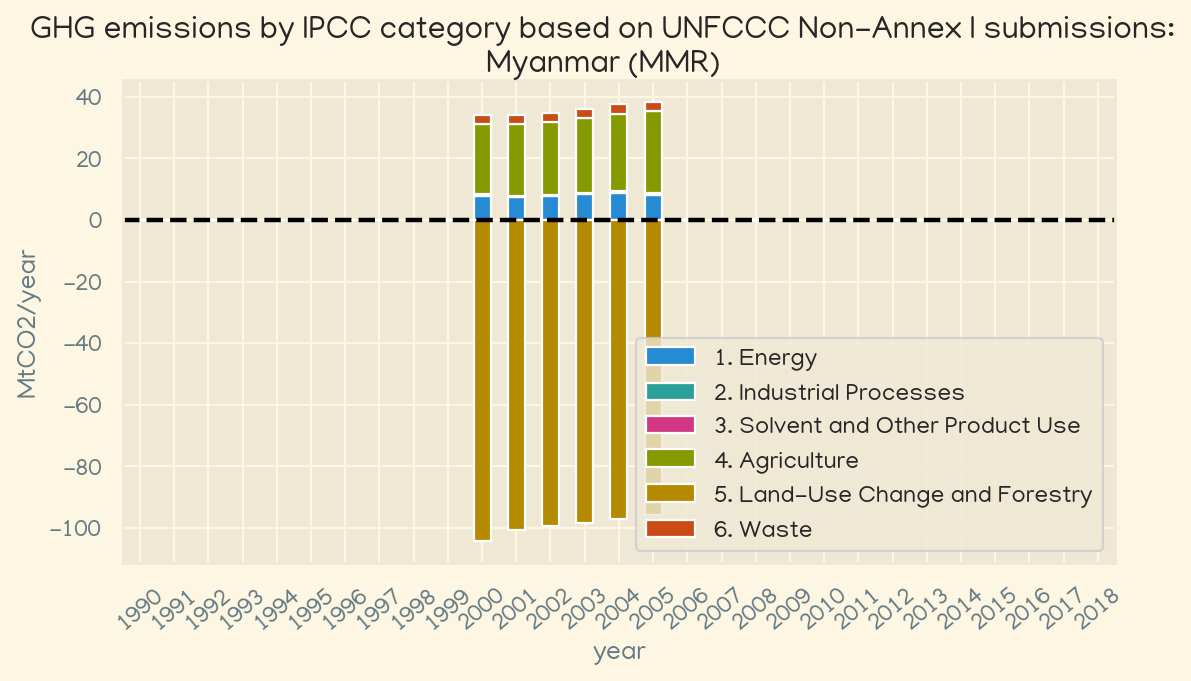 GHG emissions by IPCC category based on UNFCCC Non-Annex I submissions:
Myanmar (MMR)
MtCO2/year
40
20
0
−20
−40
−60
−80
−100
1. Energy
2. Industrial Processes
3. Solvent and Other Product Use
4. Agriculture
5. Land-Use Change and Forestry
6. Waste
1990 1991 1992 1993 1994 1995 1996 1997 1998 1999 2000 2001 2002 2003 2004 2005 2006 2007 2008 2009 2010 2011 2012 2013 2014 2015 2016 2017 2018
year